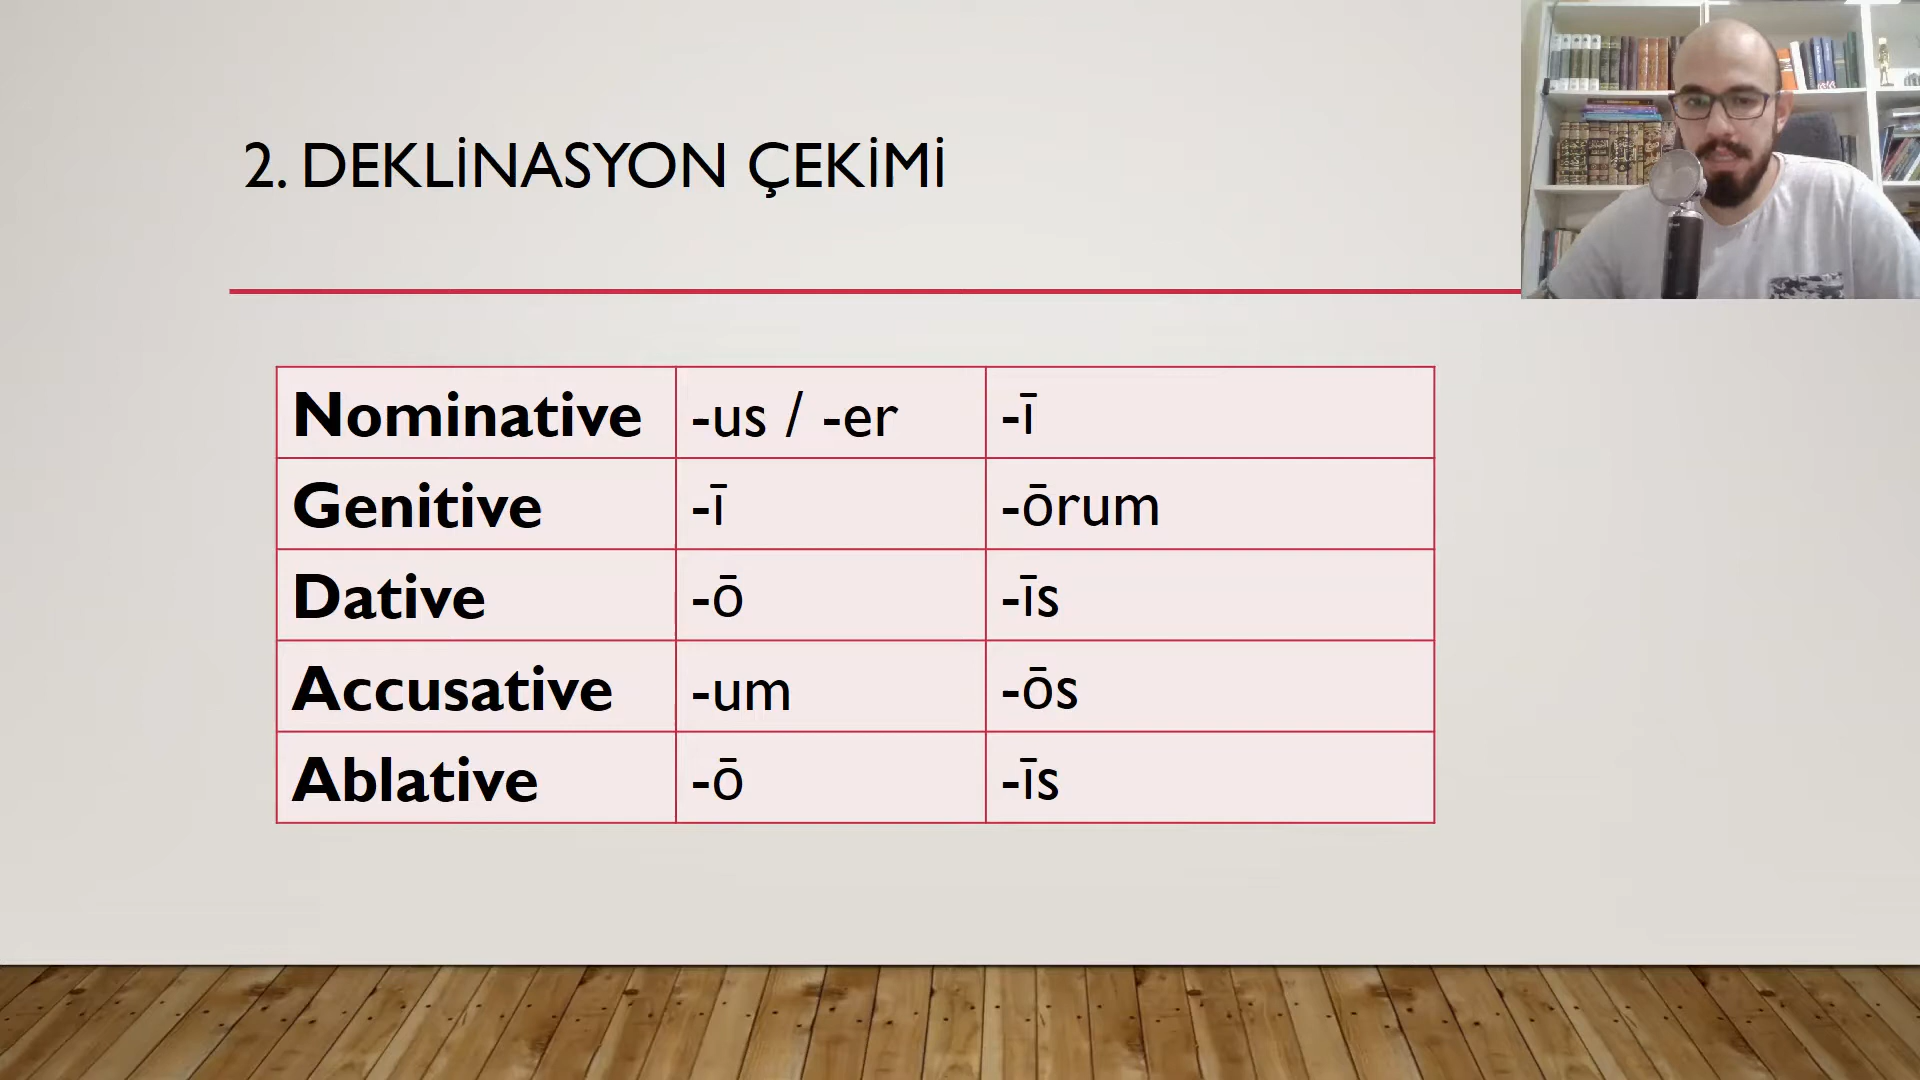 2. DEKLİNASYON ÇEKİMİ
Nominative -us / -er -ī
Genitive -ī -ōrum
Dative -ō -īs
Accusative -um -ōs
Ablative -ō -īs